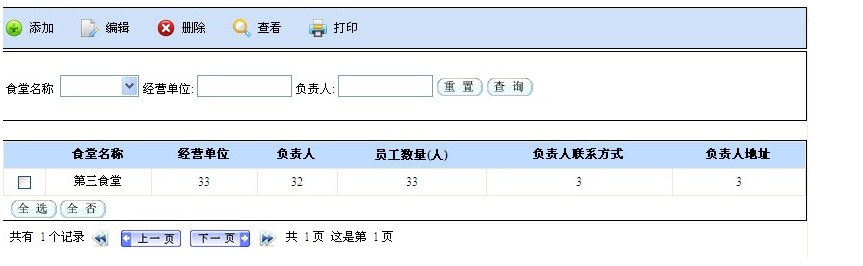 添加 编辑 删除 查看 打印
食堂名称 经营单位: 负责人: 重 置 查 询
食堂名称 经营单位 负责人 员工数量(人) 负责人联系方式 负责人地址
第三食堂 33 32 33 3 3
全 选 全 否
共有 1个记录 上一页 下一页 共 1页 这是第 1页